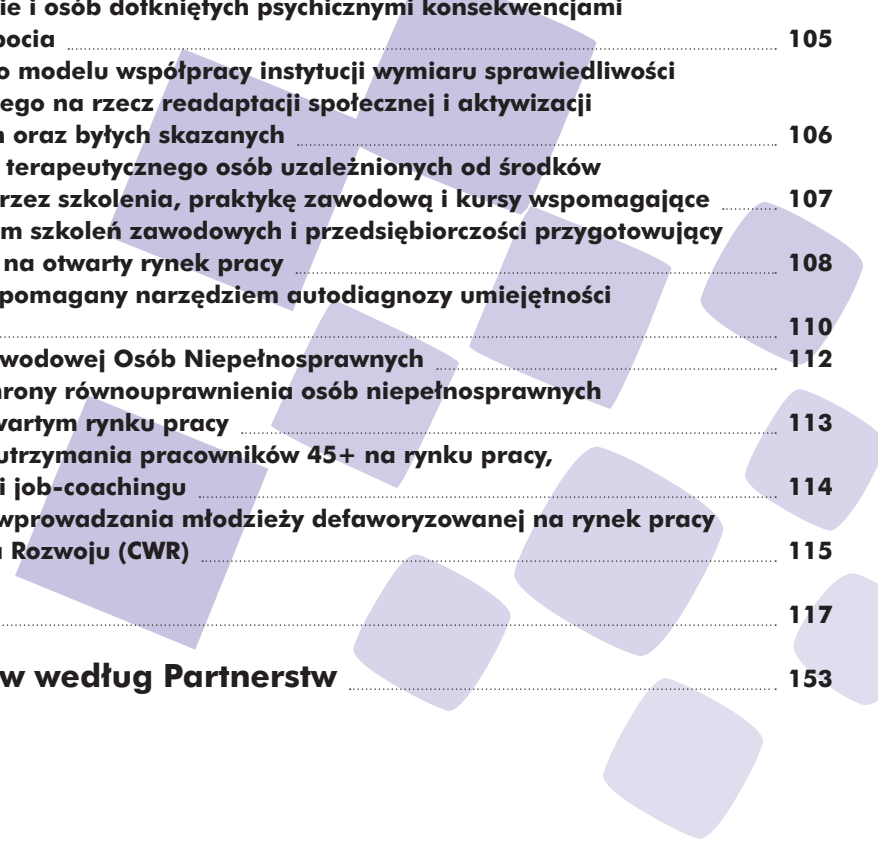 ie i osób dotkniętych psychicznymi konsekwencjami
ocia 105
o modelu współpracy instytucji wymiaru sprawiedliwości
ego na rzecz readaptacji społecznej i aktywizacji
oraz byłych skazanych 106
terapeutycznego osób uzależnionych od środków
rzez szkolenia, praktykę zawodową i kursy wspomagające 107
m szkoleń zawodowych i przedsiębiorczości przygotowujący
na otwarty rynek pracy 108
pomagany narzędziem autodiagnozy umiejętności
110
wodowej Osób Niepełnosprawnych 112
hrony równouprawnienia osób niepełnosprawnych
wartym rynku pracy 113
utrzymania pracowników 45+ na rynku pracy,
i job-coachingu 114
wprowadzania młodzieży defaworyzowanej na rynek pracy
Rozwoju (CWR) 115
117
w według Partnerstw 153